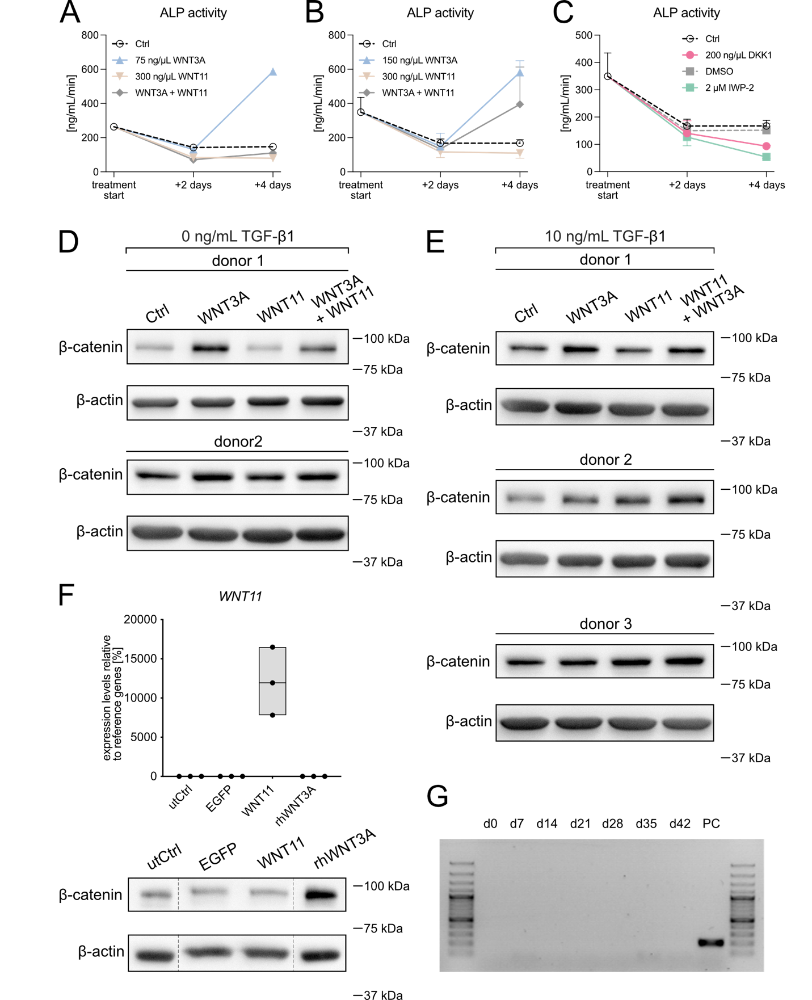 A
ALP activity
[ng/mL/min]
800
600
400
200
0
Ctrl
75 ng/µL WNT3A
300 ng/µL WNT11
WNT3A + WNT11
treatment start
+2 days
+4 days
B
ALP activity
[ng/mL/min]
800
600
400
200
0
Ctrl
150 ng/µL WNT3A
300 ng/µL WNT11
WNT3A + WNT11
treatment start
+2 days
+4 days
C
ALP activity
[ng/mL/min]
500
400
300
200
100
0
Ctrl
200 ng/µL DKK1
DMSO
2 µM IWP-2
treatment start
+2 days
+4 days
D
0 ng/mL TGF-β1
donor 1
Ctrl
WNT3A
WNT11
WNT3A
+ WNT11
β-catenin
100 kDa
75 kDa
β-actin
37 kDa
donor2
β-catenin
100 kDa
75 kDa
β-actin
37 kDa
E
10 ng/mL TGF-β1
donor 1
Ctrl
WNT3A
WNT11
WNT11
+ WNT3A
β-catenin
100 kDa
75 kDa
β-actin
37 kDa
donor 2
β-catenin
100 kDa
75 kDa
β-actin
37 kDa
donor 3
β-catenin
100 kDa
75 kDa
β-actin
37 kDa
F
WNT11
expression levels relative
to reference genes [%]
20000
15000
10000
5000
0
utCtrl
EGFP
WNT11
rhWNT3A
utCtrl
EGFP
WNT11
rhWNT3A
β-catenin
100 kDa
75 kDa
β-actin
37 kDa
G
d0 d7 d14 d21 d28 d35 d42 PC